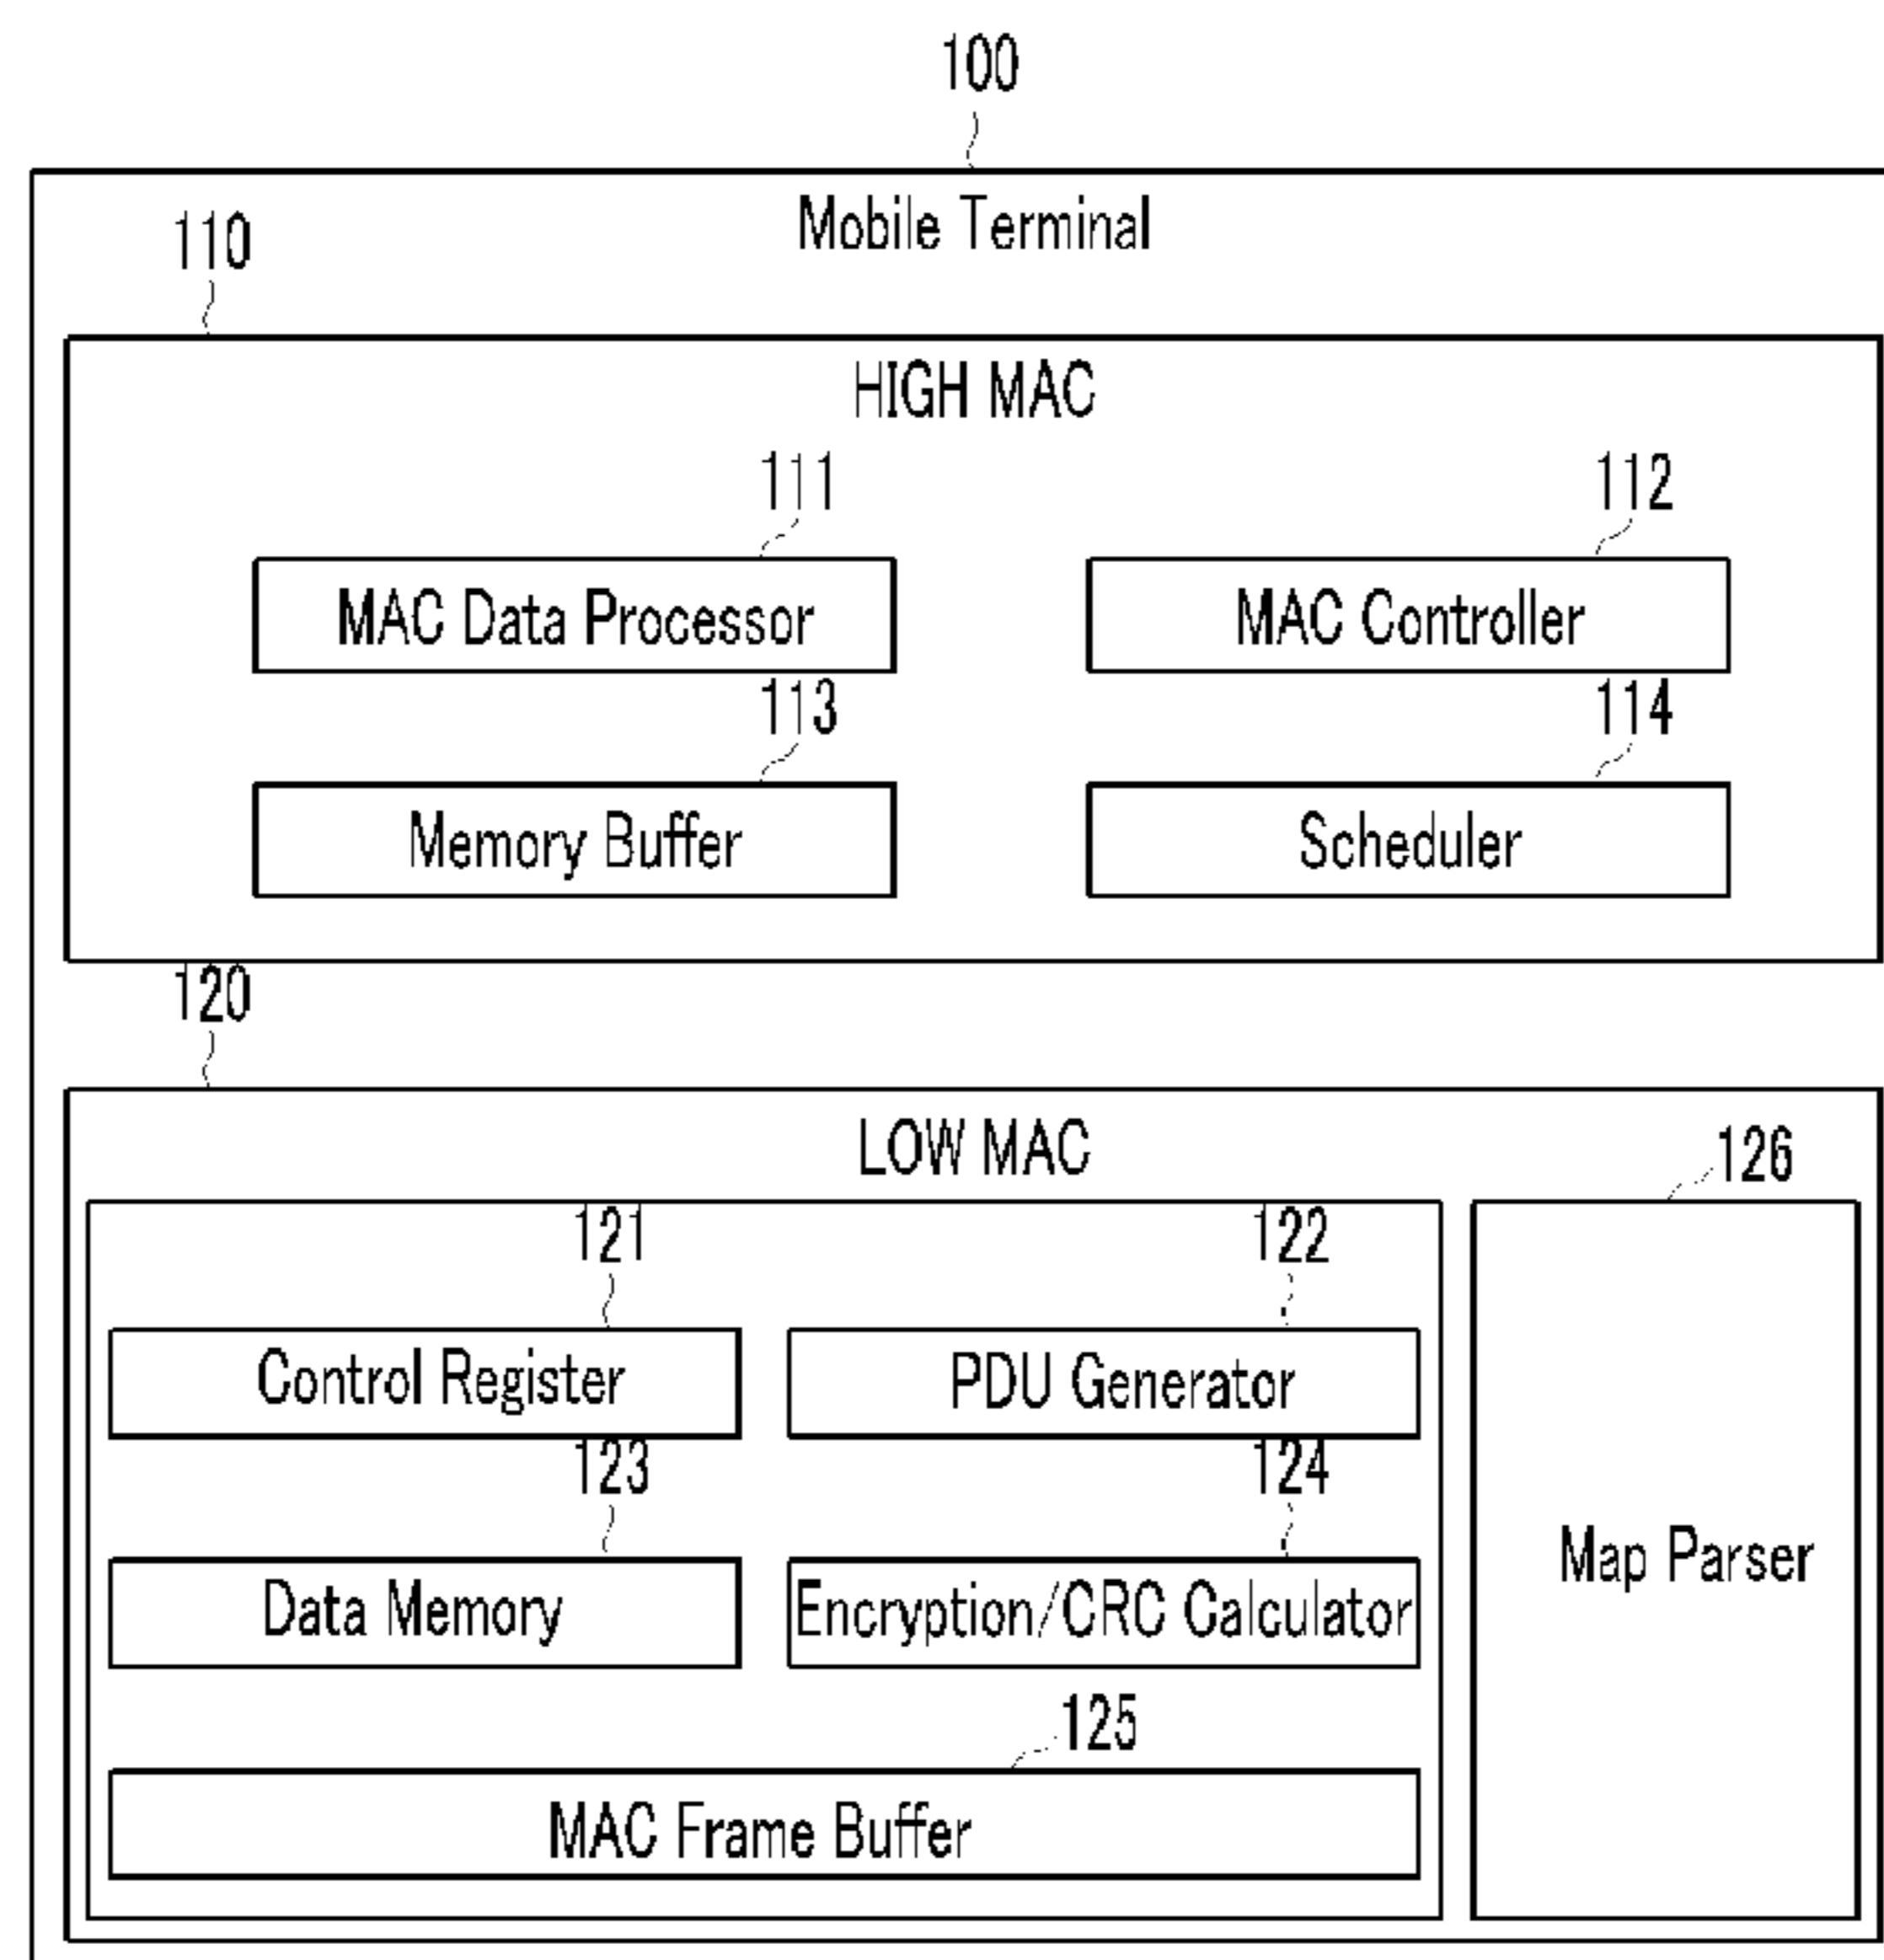 100
Mobile Terminal
110
HIGH MAC
111
112
MAC Data Processor
MAC Controller
113
114
Memory Buffer
Scheduler
120
LOW MAC
126
121
122
Control Register
PDU Generator
123
124
Map Parser
Data Memory
Encryption/CRC Calculator
125
MAC Frame Buffer